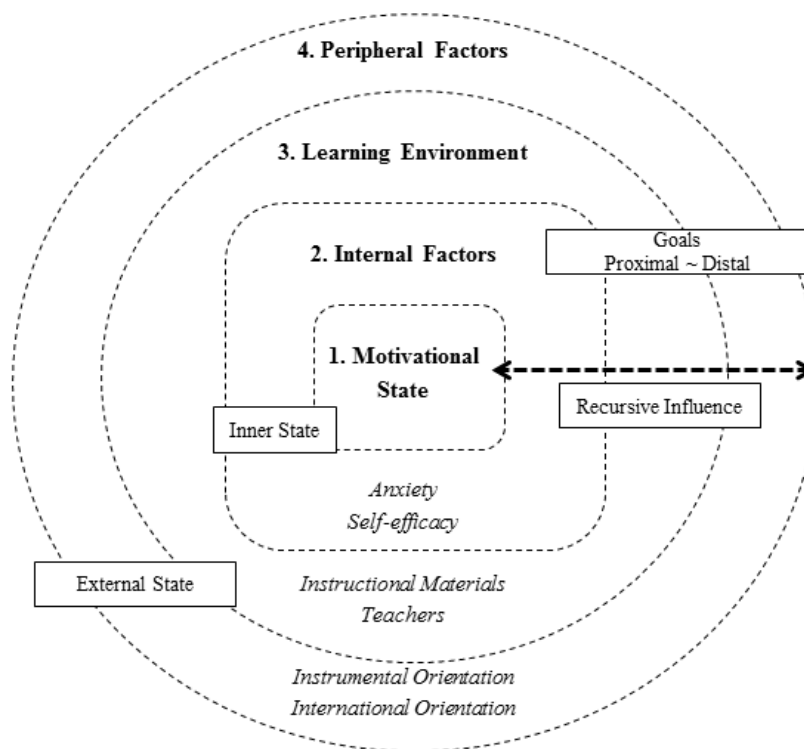 4. Peripheral Factors
3. Learning Environment
Goals
Proximal ~ Distal
2. Internal Factors
1. Motivational
State
Recursive Influence
Inner State
Anxiety
Self-efficacy
External State
Instructional Materials
Teachers
Instrumental Orientation
International Orientation